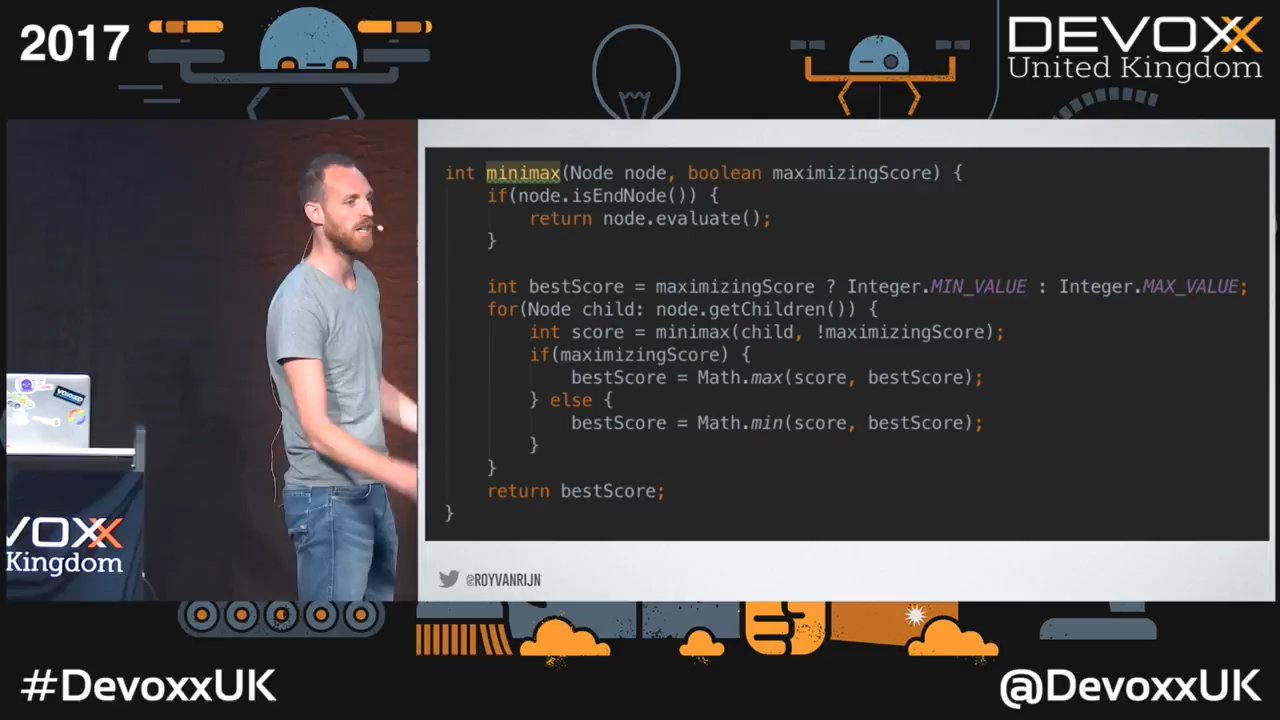 2017
DEVOXX
United Kingdom
int minimax(Node node, boolean maximizingScore) {
    if(node.isEndNode()) {
        return node.evaluate();
    }

    int bestScore = maximizingScore ? Integer.MIN_VALUE : Integer.MAX_VALUE;
    for(Node child: node.getChildren()) {
        int score = minimax(child, !maximizingScore);
        if(maximizingScore) {
            bestScore = Math.max(score, bestScore);
        } else {
            bestScore = Math.min(score, bestScore);
        }
    }
    return bestScore;
}
@ROYVANRIJN
VOXX
Kingdom
#DevoxxUK
@DevoxxUK